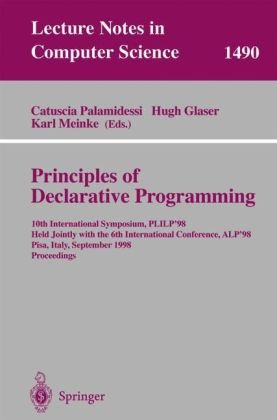 Lecture Notes in
Computer Science 1490
Catuscia Palamidessi Hugh Glaser
Karl Meinke (Eds.)
Principles of
Declarative Programming
10th International Symposium, PLILP'98
Held Jointly with the 6th International Conference, ALP'98
Pisa, Italy, September 1998
Proceedings
Springer